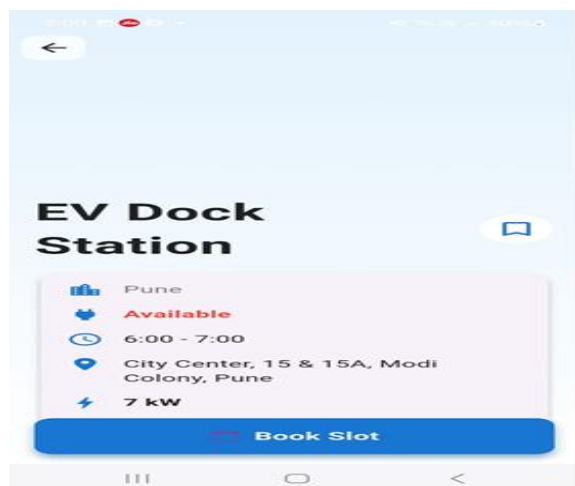 EV Dock
Station
Pune
Available
6:00 - 7:00
City Center, 15 & 15A, Modi
Colony, Pune
7 kW
Book Slot